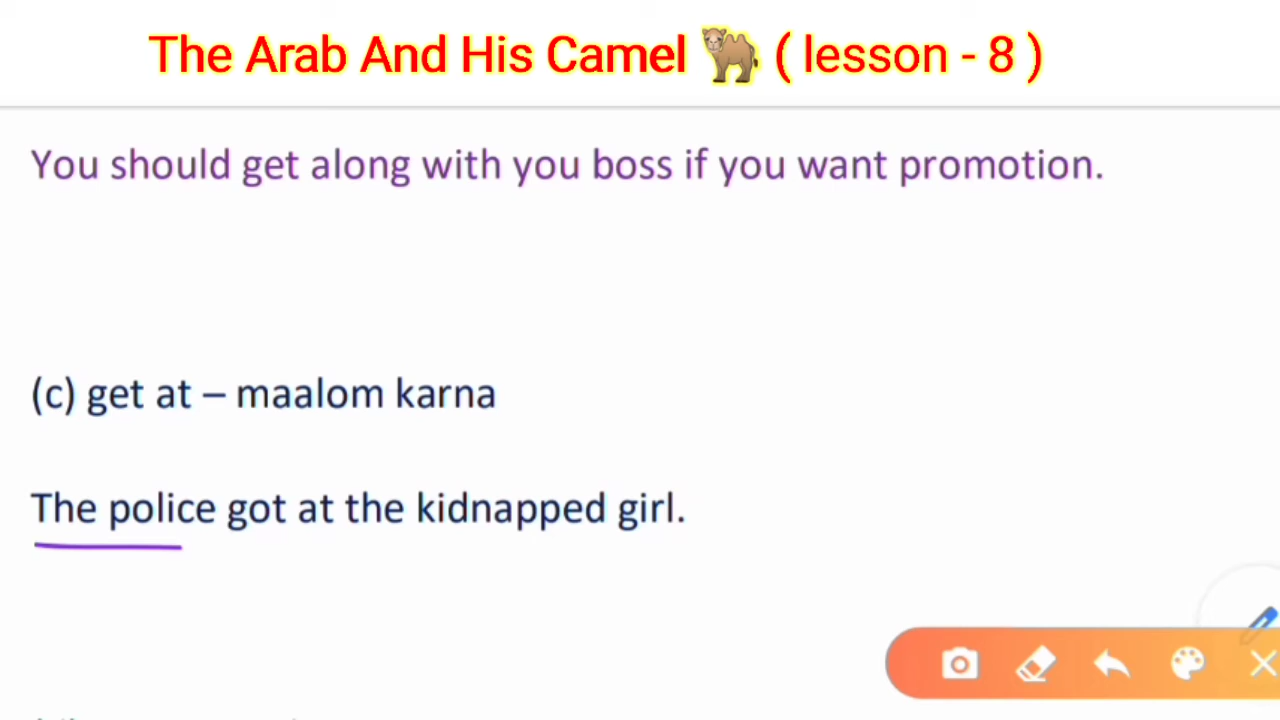 The Arab And His Camel 🐫 ( lesson - 8 )
You should get along with you boss if you want promotion.
(c) get at – maalom karna
The police got at the kidnapped girl.